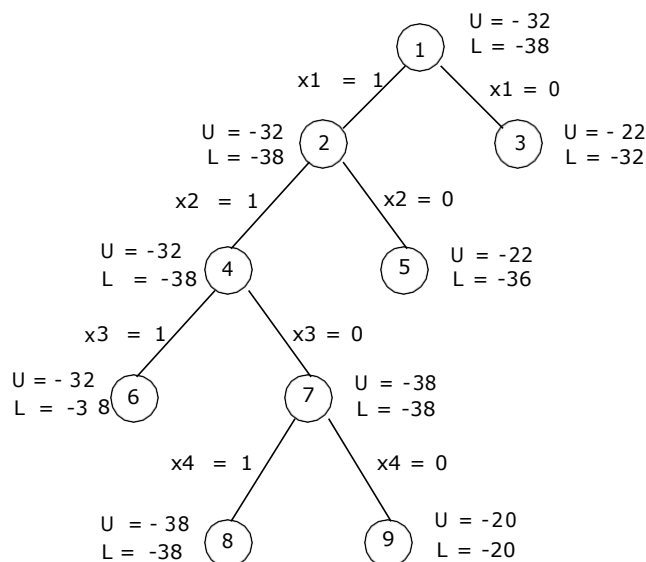 U = - 32
1
L = -38
x1 = 1
x1 = 0
U = -32
L = -38
2
3
U = - 22
L = -32
x2 = 1
x2 = 0
U = -32
L = -38
4
5
U = -22
L = -36
x3 = 1
x3 = 0
U = - 32
L = -3 8
6
7
U = -38
L = -38
x4 = 1
x4 = 0
U = - 38
L = -38
8
9
U = -20
L = -20